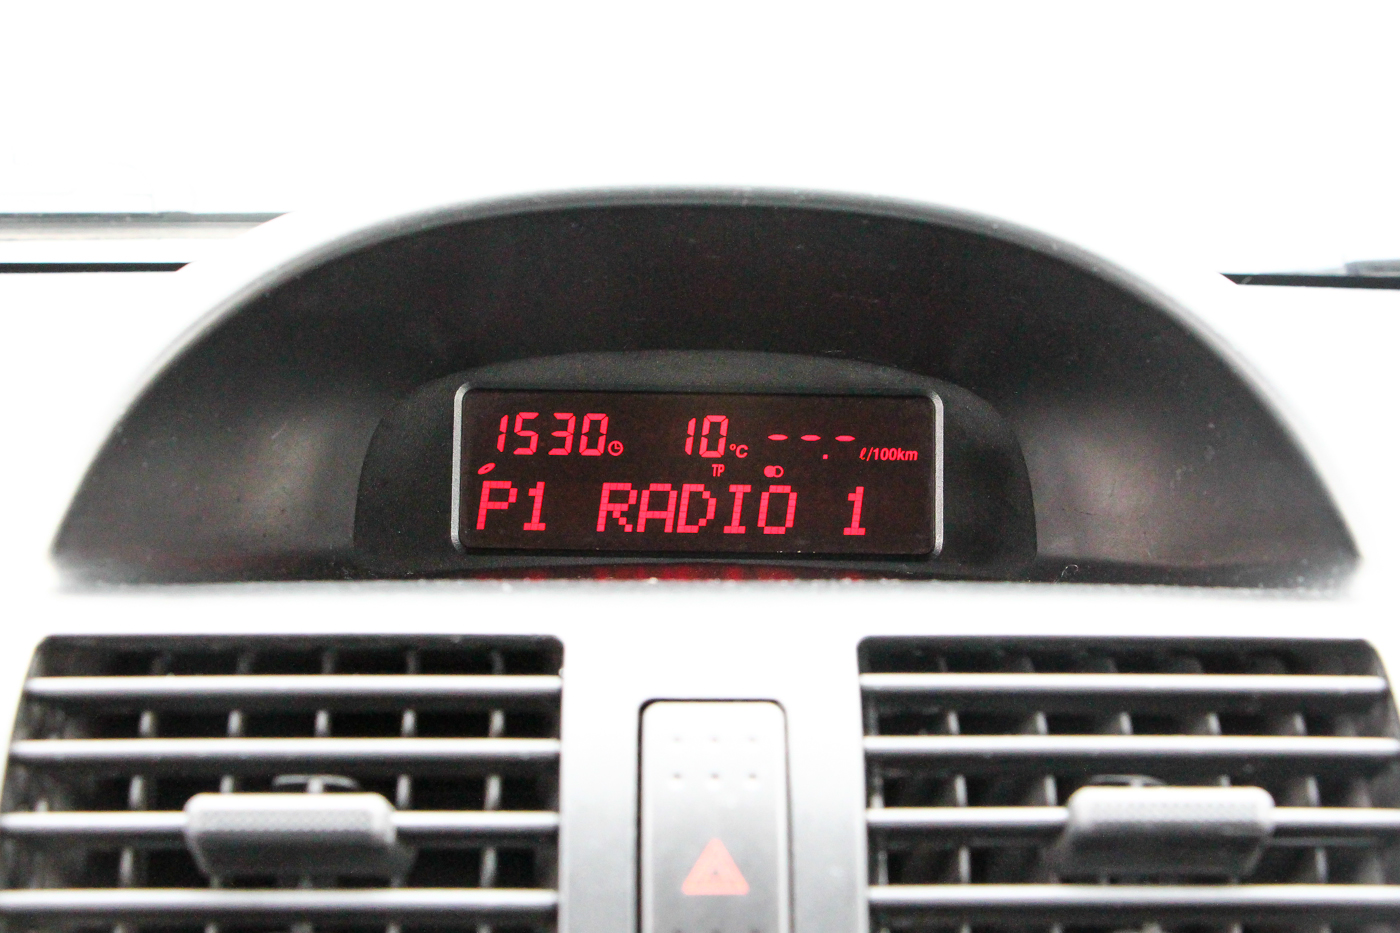 1530 10 °C --.- ℓ/100km
TP
P1 RADIO 1